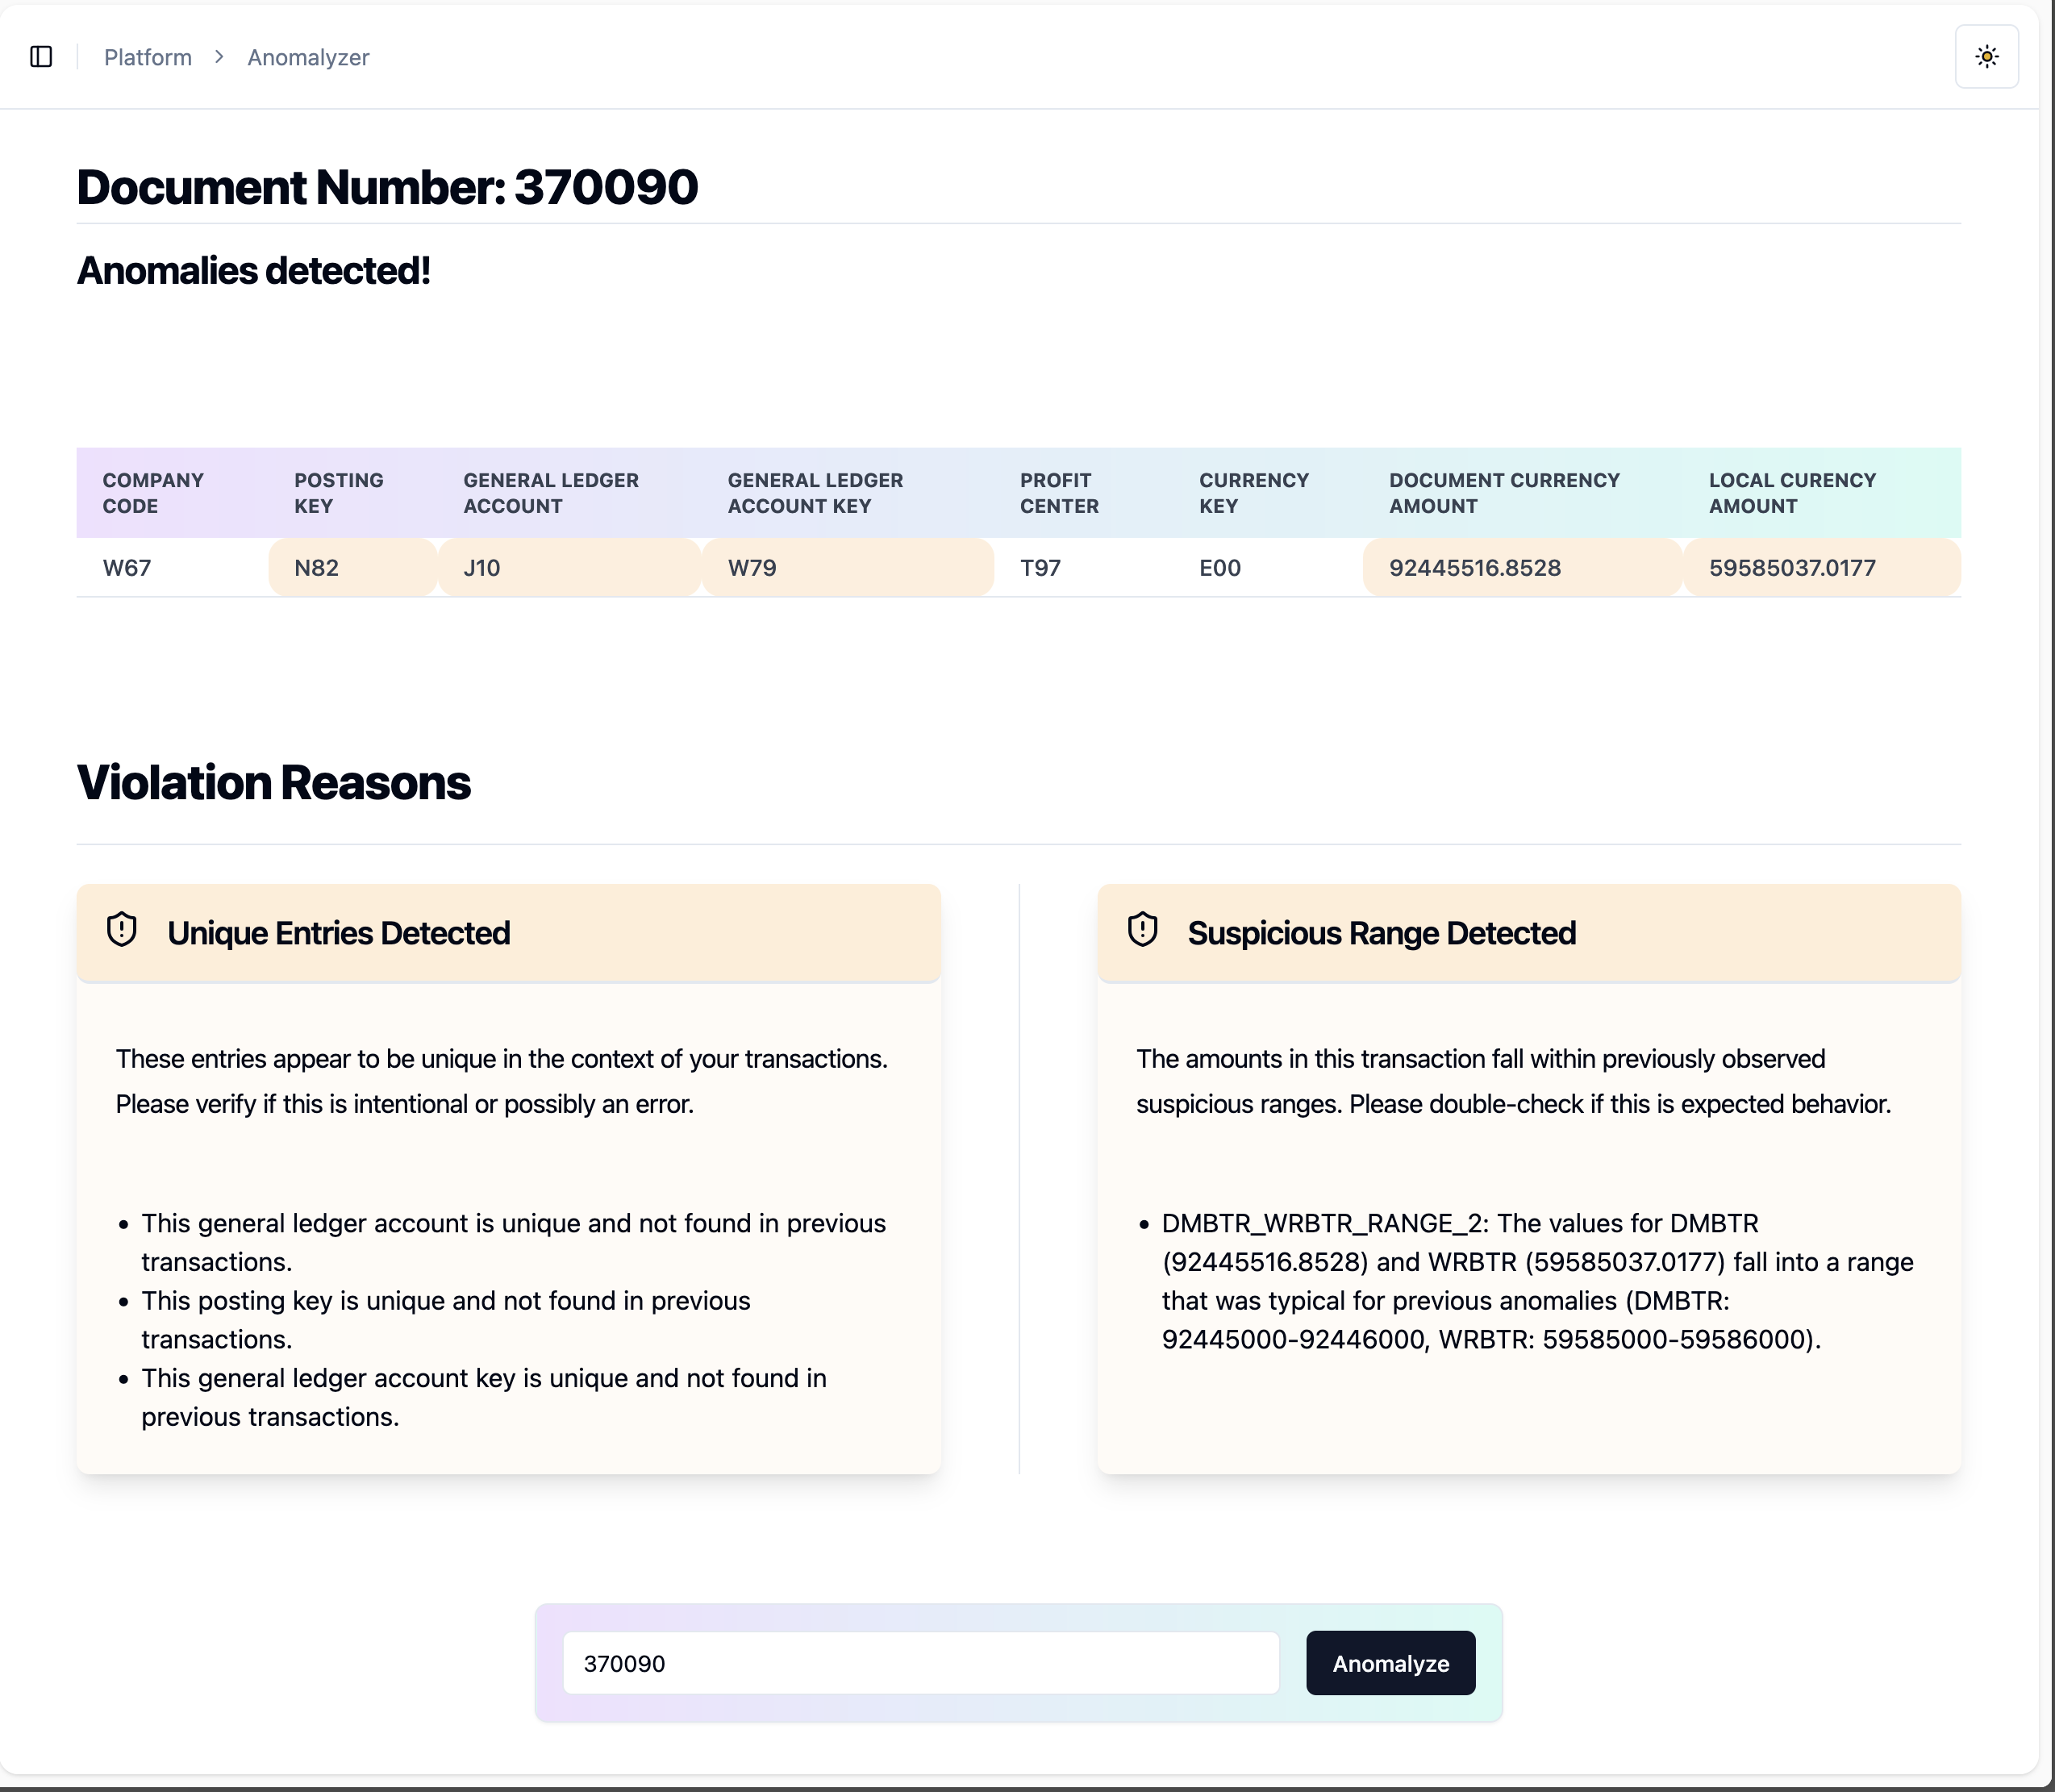 Platform > Anomalyzer
Document Number: 370090
Anomalies detected!
COMPANY CODE POSTING KEY GENERAL LEDGER ACCOUNT GENERAL LEDGER ACCOUNT KEY PROFIT CENTER CURRENCY KEY DOCUMENT CURRENCY AMOUNT LOCAL CURENCY AMOUNT
W67 N82 J10 W79 T97 E00 92445516.8528 59585037.0177
Violation Reasons
Unique Entries Detected
These entries appear to be unique in the context of your transactions.
Please verify if this is intentional or possibly an error.
• This general ledger account is unique and not found in previous
transactions.
• This posting key is unique and not found in previous
transactions.
• This general ledger account key is unique and not found in
previous transactions.
Suspicious Range Detected
The amounts in this transaction fall within previously observed
suspicious ranges. Please double-check if this is expected behavior.
• DMBTR_WRBTR_RANGE_2: The values for DMBTR
(92445516.8528) and WRBTR (59585037.0177) fall into a range
that was typical for previous anomalies (DMBTR:
92445000-92446000, WRBTR: 59585000-59586000).
370090
Anomalyze